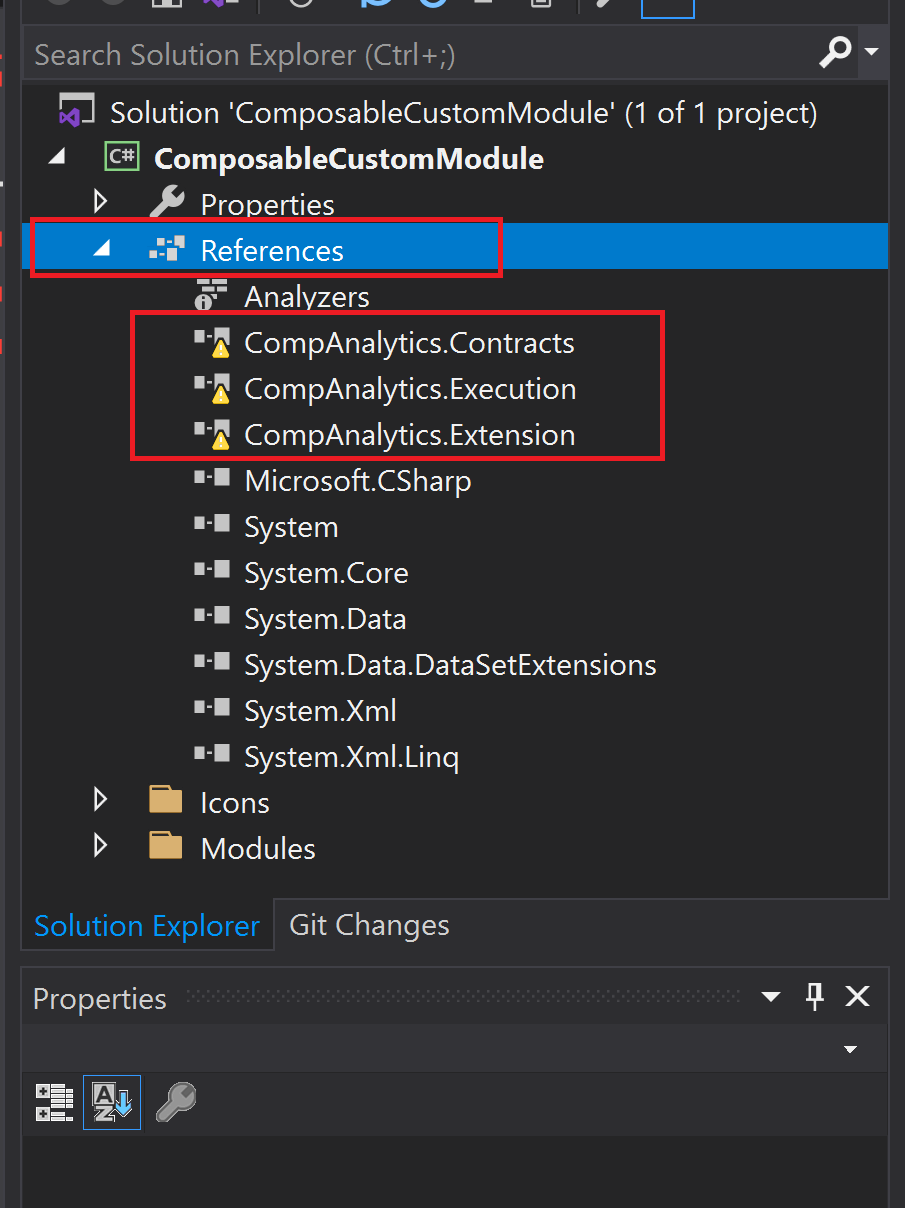 Search Solution Explorer (Ctrl+;)
Solution 'ComposableCustomModule' (1 of 1 project)
C# ComposableCustomModule
Properties
References
Analyzers
CompAnalytics.Contracts
CompAnalytics.Execution
CompAnalytics.Extension
Microsoft.CSharp
System
System.Core
System.Data
System.Data.DataSetExtensions
System.Xml
System.Xml.Linq
Icons
Modules
Solution Explorer Git Changes
Properties
AZ